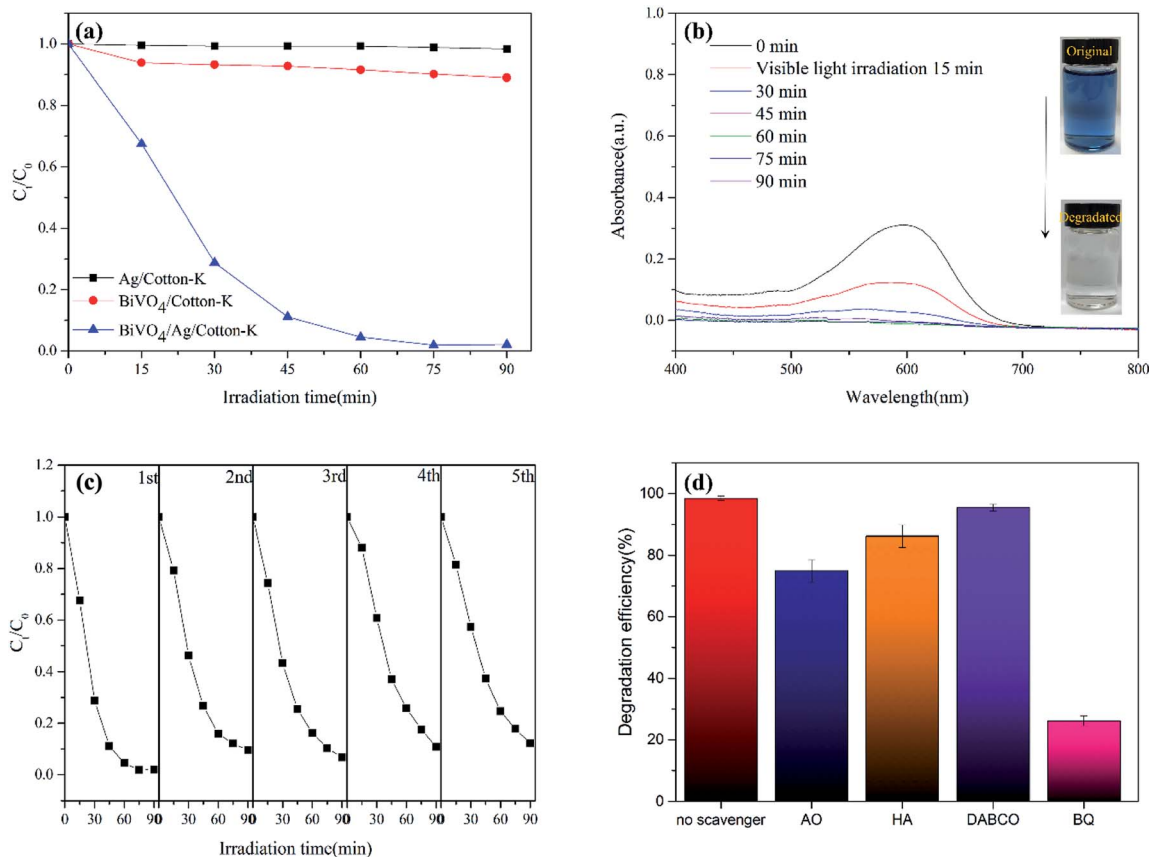 (a)
1.0
0.8
0.6
0.4
0.2
0.0
Cₜ/C₀
Ag/Cotton-K
BiVO₄/Cotton-K
BiVO₄/Ag/Cotton-K
0 15 30 45 60 75 90
Irradiation time(min)
(b)
1.0
0.8
0.6
0.4
0.2
0.0
Absorbance(a.u.)
0 min
Visible light irradiation 15 min
30 min
45 min
60 min
75 min
90 min
Original
Degradated
400 500 600 700 800
Wavelength(nm)
(c)
1.2
1.0
0.8
0.6
0.4
0.2
0.0
Cₜ/C₀
1st 2nd 3rd 4th 5th
0 30 60 90 0 30 60 90 0 30 60 90 0 30 60 90 0 30 60 90
Irradiation time(min)
(d)
100
80
60
40
20
0
Degradation efficiency(%)
no scavenger AO HA DABCO BQ